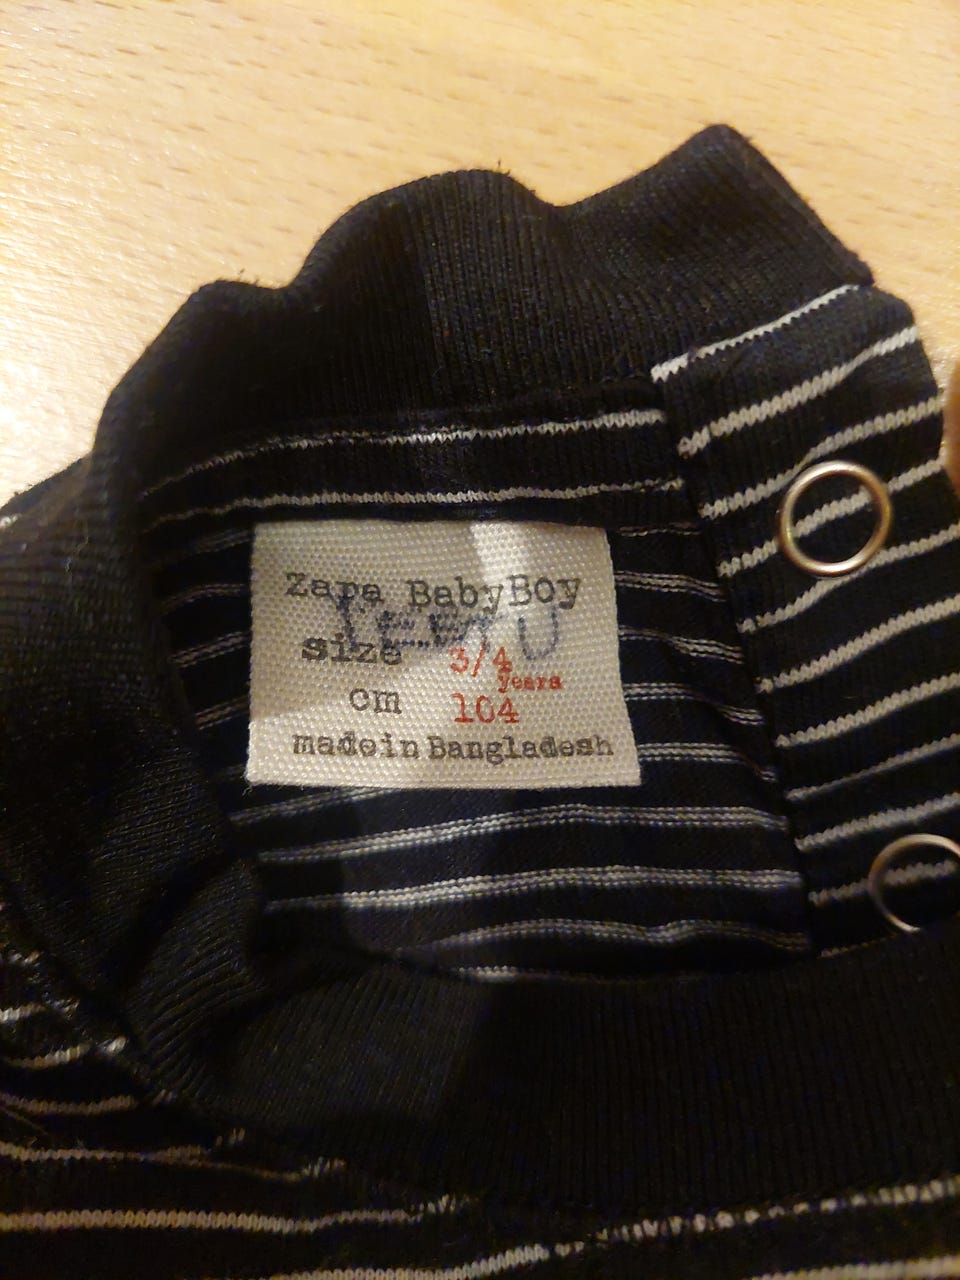 zara BabyBoy
size 3/4
years
cm 104
made in Bangladesh